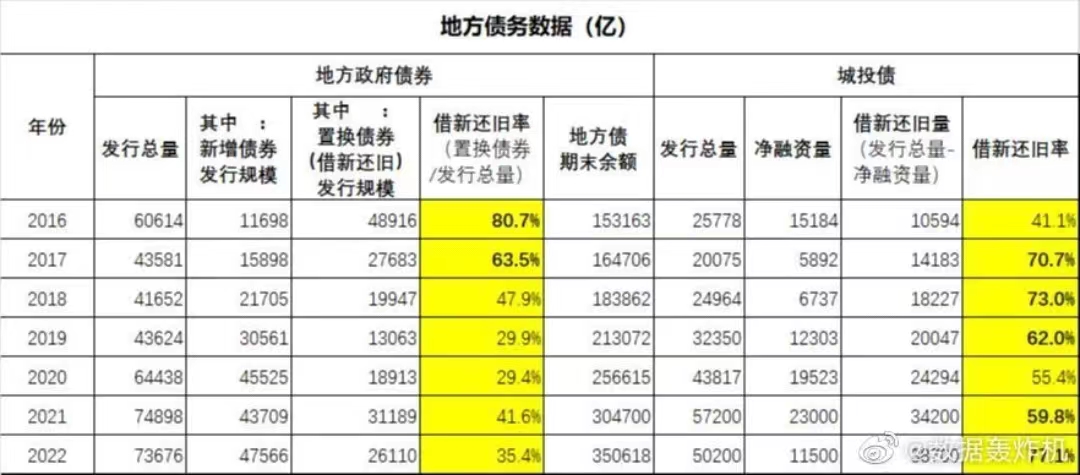 地方债务数据（亿）
年份 地方政府债券 城投债
发行总量 其中：新增债券发行规模 其中：置换债券(借新还旧)发行规模 借新还旧率（置换债券/发行总量） 地方债期末余额 发行总量 净融资量 借新还旧量（发行总量-净融资量） 借新还旧率
2016 60614 11698 48916 80.7% 153163 25778 15184 10594 41.1%
2017 43581 15898 27683 63.5% 164706 20075 5892 14183 70.7%
2018 41652 21705 19947 47.9% 183862 24964 6737 18227 73.0%
2019 43624 30561 13063 29.9% 213072 32350 12303 20047 62.0%
2020 64438 45525 18913 29.4% 256615 43817 19523 24294 55.4%
2021 74898 43709 31189 41.6% 304700 57200 23000 34200 59.8%
2022 73676 47566 26110 35.4% 350618 50200 11500 77.1%
@数据轰炸机